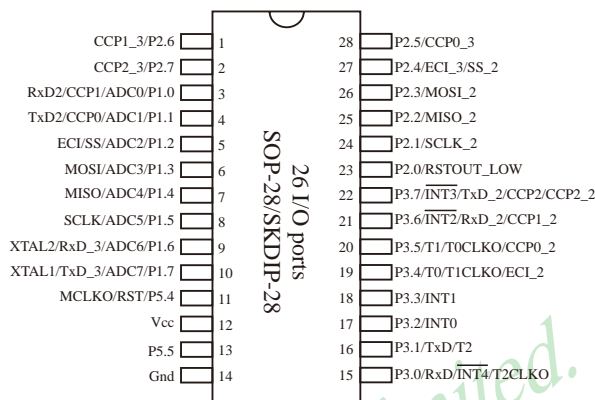 CCP1_3/P2.6 1
CCP2_3/P2.7 2
RxD2/CCP1/ADC0/P1.0 3
TxD2/CCP0/ADC1/P1.1 4
ECI/SS/ADC2/P1.2 5
MOSI/ADC3/P1.3 6
MISO/ADC4/P1.4 7
SCLK/ADC5/P1.5 8
XTAL2/RxD_3/ADC6/P1.6 9
XTAL1/TxD_3/ADC7/P1.7 10
MCLKO/RST/P5.4 11
Vcc 12
P5.5 13
Gnd 14
26 I/O ports
SOP-28/SKDIP-28
28 P2.5/CCP0_3
27 P2.4/ECI_3/SS_2
26 P2.3/MOSI_2
25 P2.2/MISO_2
24 P2.1/SCLK_2
23 P2.0/RSTOUT_LOW
22 P3.7/INT3/TxD_2/CCP2/CCP2_2
21 P3.6/INT2/RxD_2/CCP1_2
20 P3.5/T1/T0CLKO/CCP0_2
19 P3.4/T0/T1CLKO/ECI_2
18 P3.3/INT1
17 P3.2/INT0
16 P3.1/TxD/T2
15 P3.0/RxD/INT4/T2CLKO